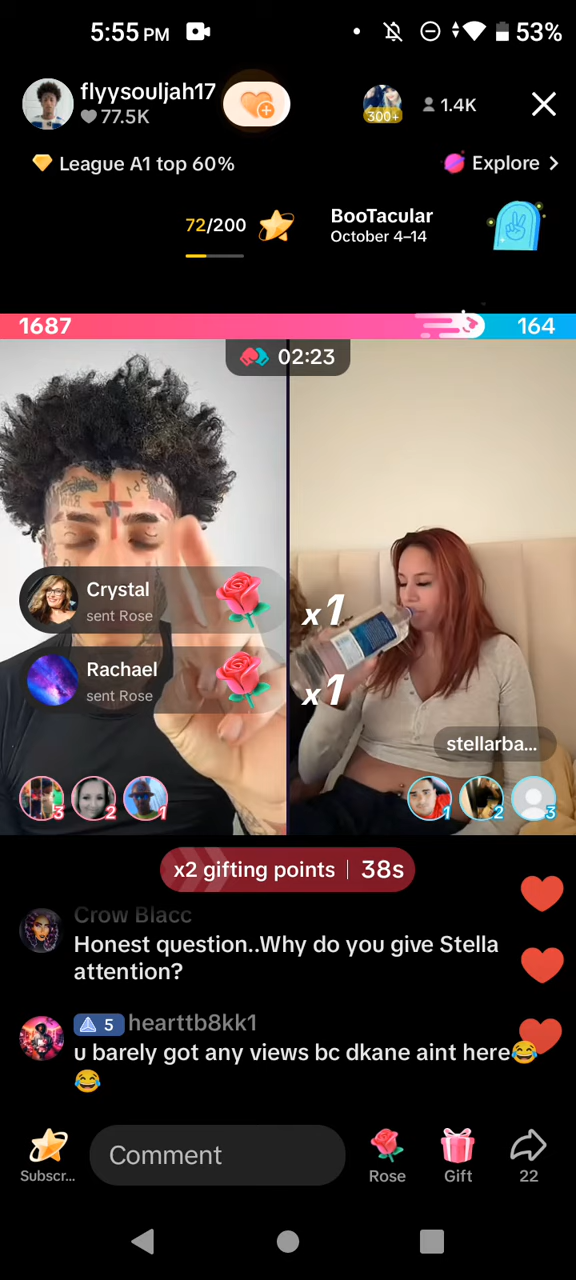 5:55 PM
53%
flyysouljah17
77.5K
300+
1.4K
League A1 top 60%
Explore >
72/200
BooTacular
October 4–14
1687
164
02:23
Crystal
sent Rose
x1
Rachael
sent Rose
x1
stellarba...
3
2
1
1
2
3
x2 gifting points | 38s
Crow Blacc
Honest question..Why do you give Stella
attention?
5 hearttb8kk1
u barely got any views bc dkane aint here😂
😂
Subscr...
Comment
Rose
Gift
22